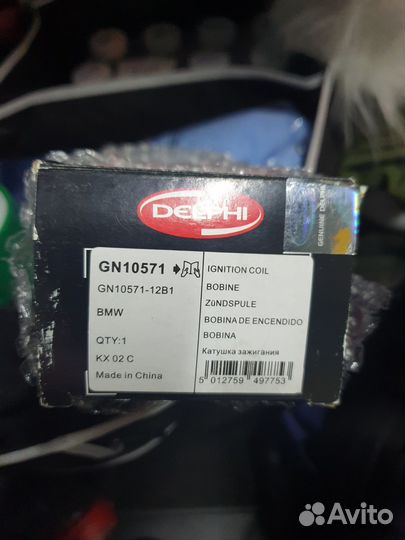 DELPHI
GENUINE
GN10571
GN10571-12B1
BMW
QTY:1
KX 02 C
Made in China
IGNITION COIL
BOBINE
ZüNDSPULE
BOBINA DE ENCENDIDO
BOBINA
Катушка зажигания
5 012759 497753
Avito